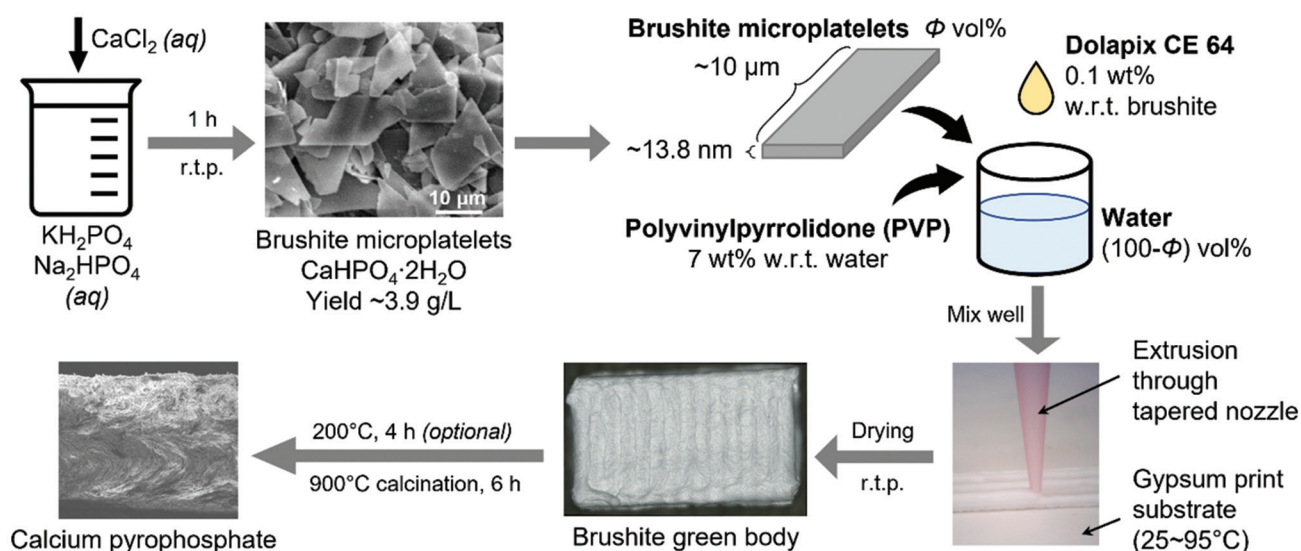 CaCl₂ (aq)
KH₂PO₄
Na₂HPO₄
(aq)
1 h
r.t.p.
10 µm
Brushite microplatelets
CaHPO₄·2H₂O
Yield ~3.9 g/L
Brushite microplatelets Φ vol%
~10 µm
~13.8 nm
Dolapix CE 64
0.1 wt%
w.r.t. brushite
Polyvinylpyrrolidone (PVP)
7 wt% w.r.t. water
Water
(100-Φ) vol%
Mix well
Extrusion
through
tapered nozzle
Gypsum print
substrate
(25~95°C)
Drying
r.t.p.
Brushite green body
200°C, 4 h (optional)
900°C calcination, 6 h
Calcium pyrophosphate